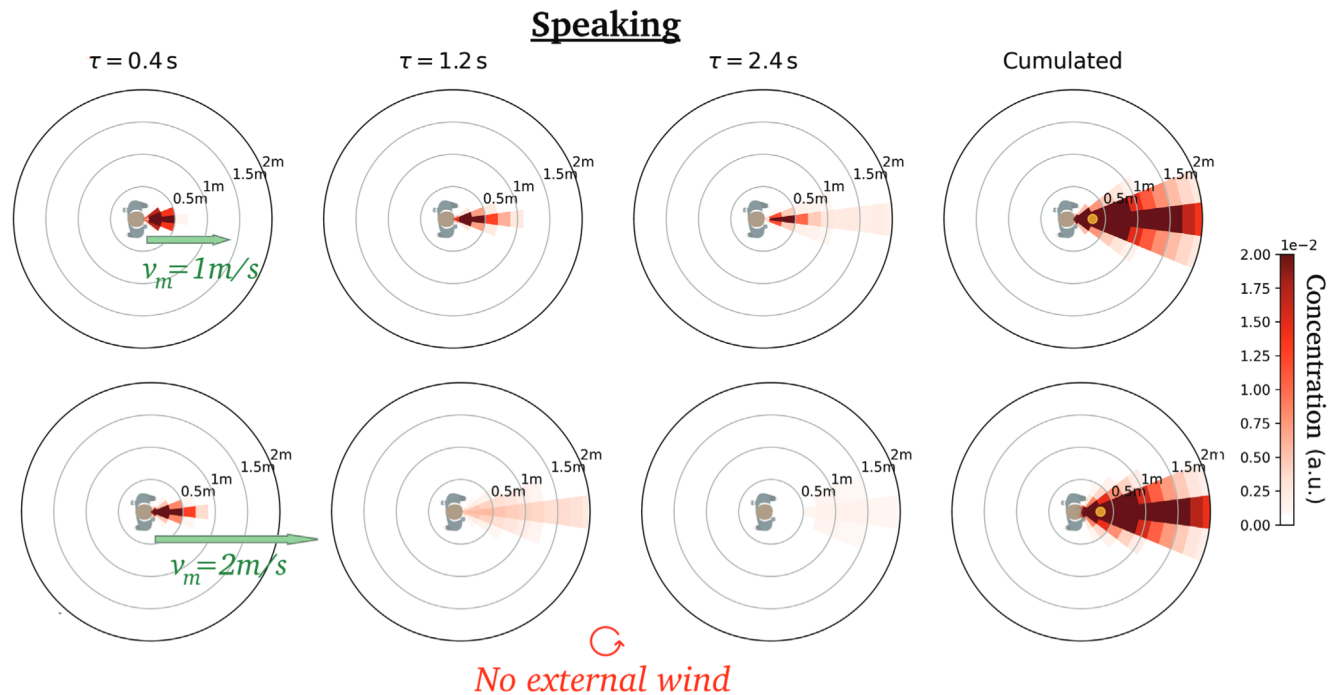 Speaking
τ = 0.4 s
τ = 1.2 s
τ = 2.4 s
Cumulated
0.5m
1m
1.5m
2m
0.5m
1m
1.5m
2m
0.5m
1m
1.5m
2m
0.5m
1m
1.5m
2m
vm=1m/s
1e−2
2.00
1.75
1.50
1.25
1.00
0.75
0.50
0.25
0.00
Concentration (a.u.)
0.5m
1m
1.5m
2m
0.5m
1m
1.5m
2m
0.5m
1m
1.5m
2m
0.5m
1m
1.5m
2m
vm=2m/s
No external wind